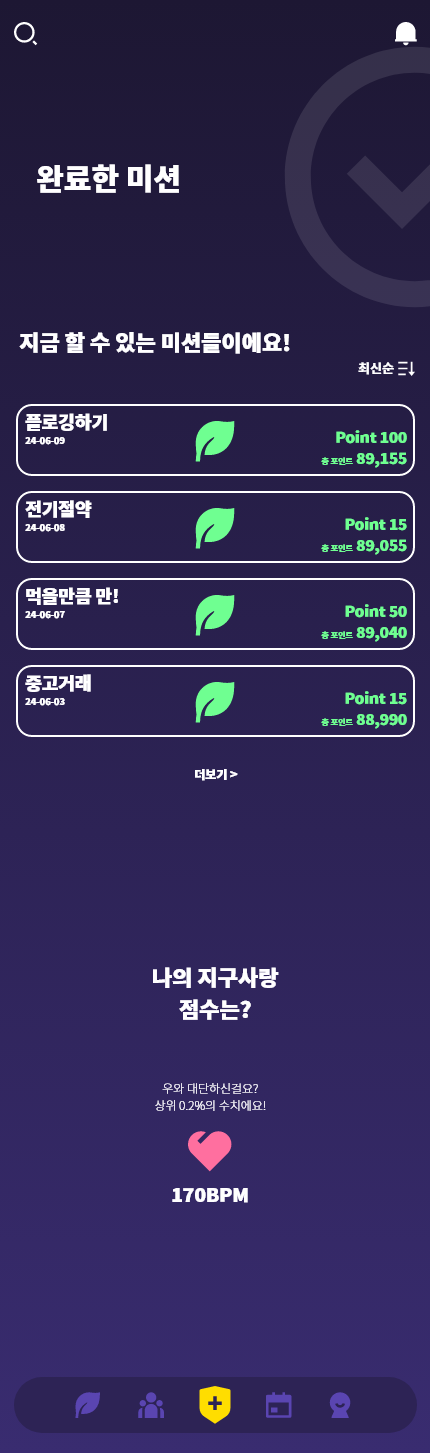 완료한 미션
지금 할 수 있는 미션들이에요!
최신순
플로깅하기
24-06-09
Point 100
총 포인트 89,155
전기절약
24-06-08
Point 15
총 포인트 89,055
먹을만큼 만!
24-06-07
Point 50
총 포인트 89,040
중고거래
24-06-03
Point 15
총 포인트 88,990
더보기 >
나의 지구사랑
점수는?
우와 대단하신걸요?
상위 0.2%의 수치에요!
170BPM